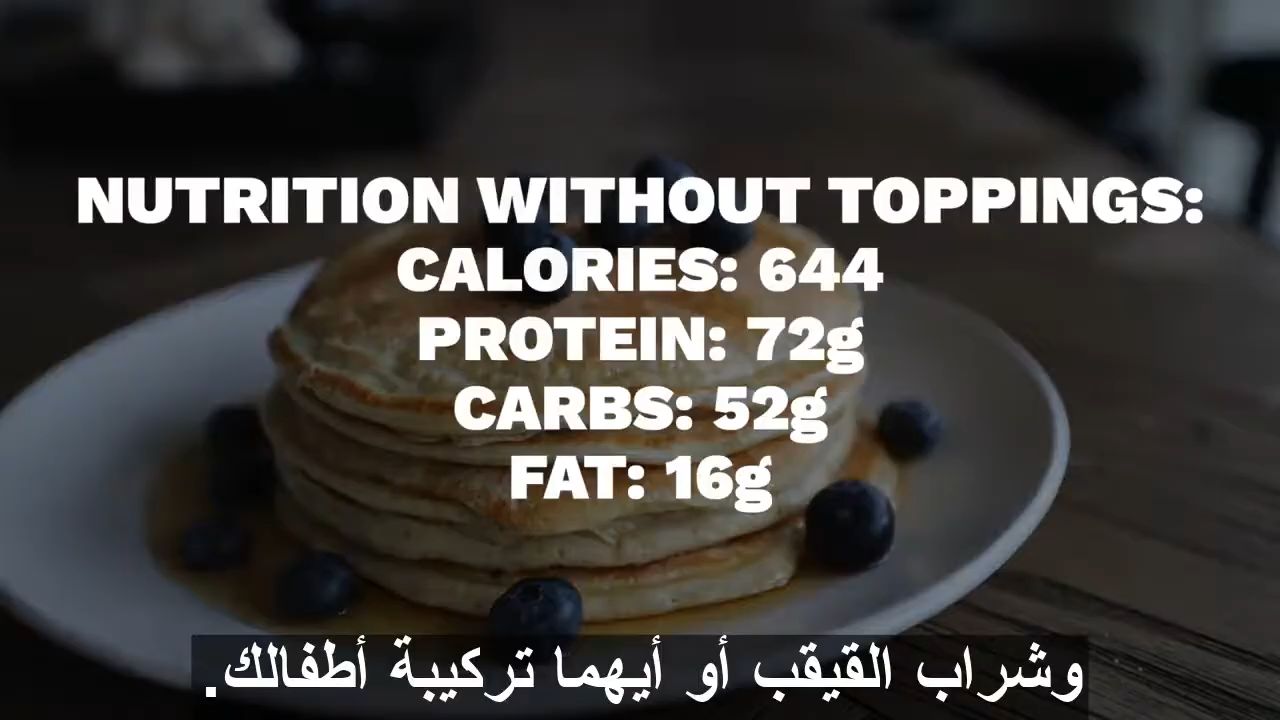 NUTRITION WITHOUT TOPPINGS:
CALORIES: 644
PROTEIN: 72g
CARBS: 52g
FAT: 16g
وشراب القيقب أو أيهما تركيبة أطفالك.